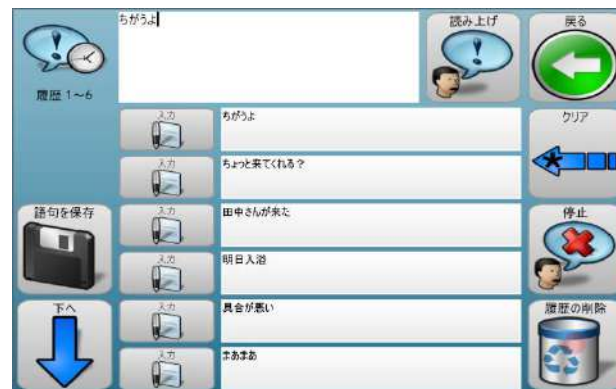 ちがうよ
読み上げ
戻る
履歴 1~6
クリア
入力
ちがうよ
入力
ちょっと来てくれる？
語句を保存
入力
田中さんが来た
停止
入力
明日入浴
下へ
入力
具合が悪い
履歴の削除
入力
まあまあ